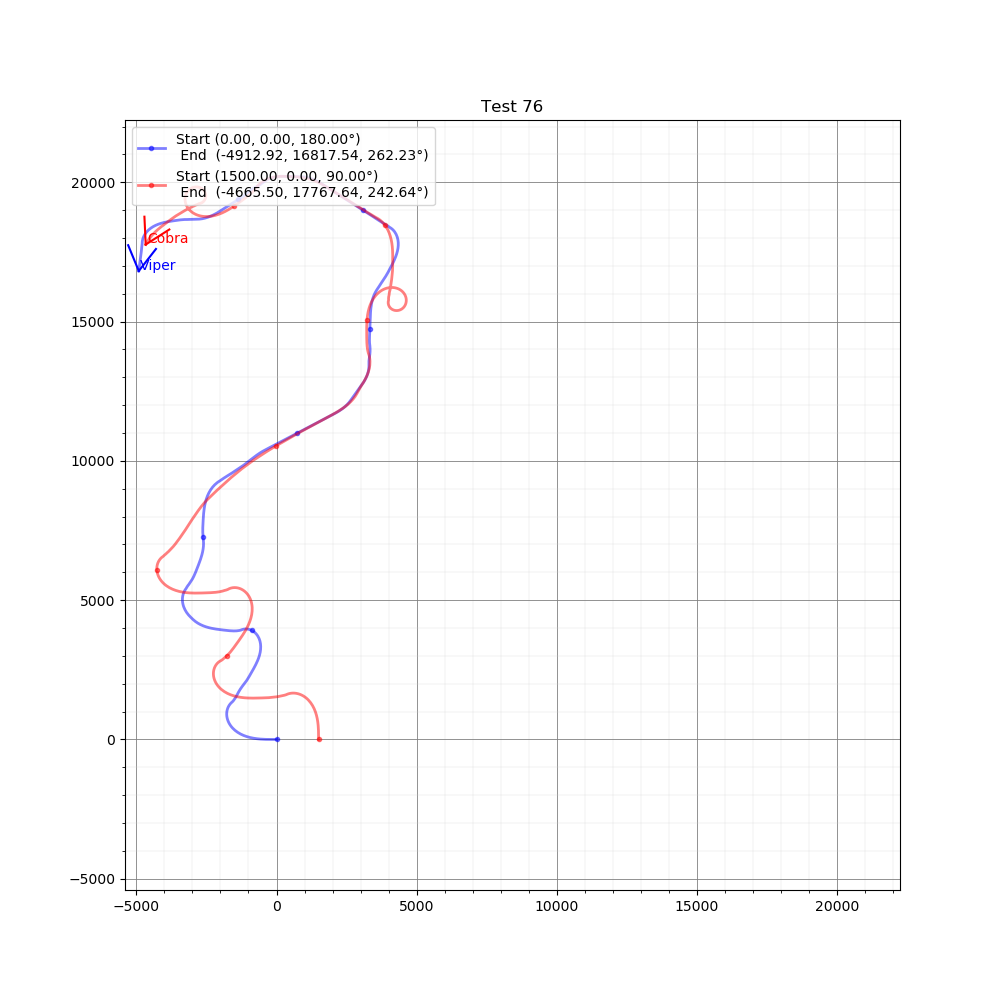 Test 76
Start (0.00, 0.00, 180.00°)
End (-4912.92, 16817.54, 262.23°)
Start (1500.00, 0.00, 90.00°)
End (-4665.50, 17767.64, 242.64°)
Cobra
Viper
20000
15000
10000
5000
0
−5000
−5000 0 5000 10000 15000 20000